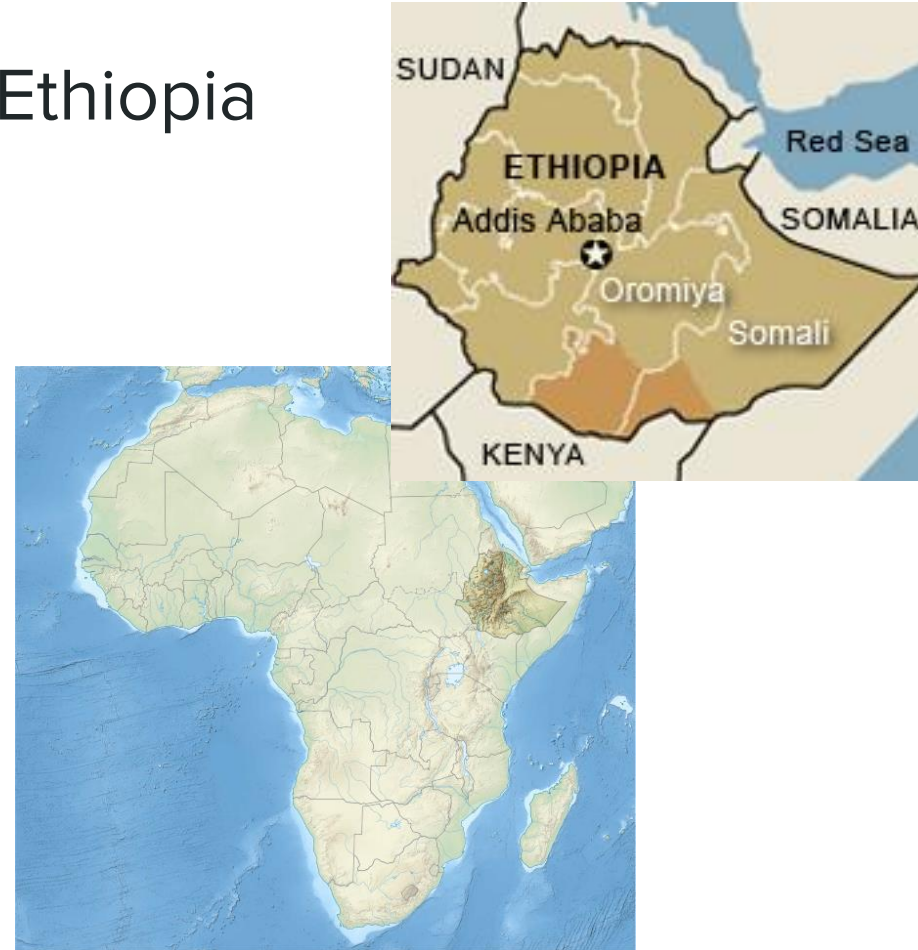 Ethiopia
SUDAN
Red Sea
ETHIOPIA
Addis Ababa
SOMALIA
Oromiya
Somali
KENYA